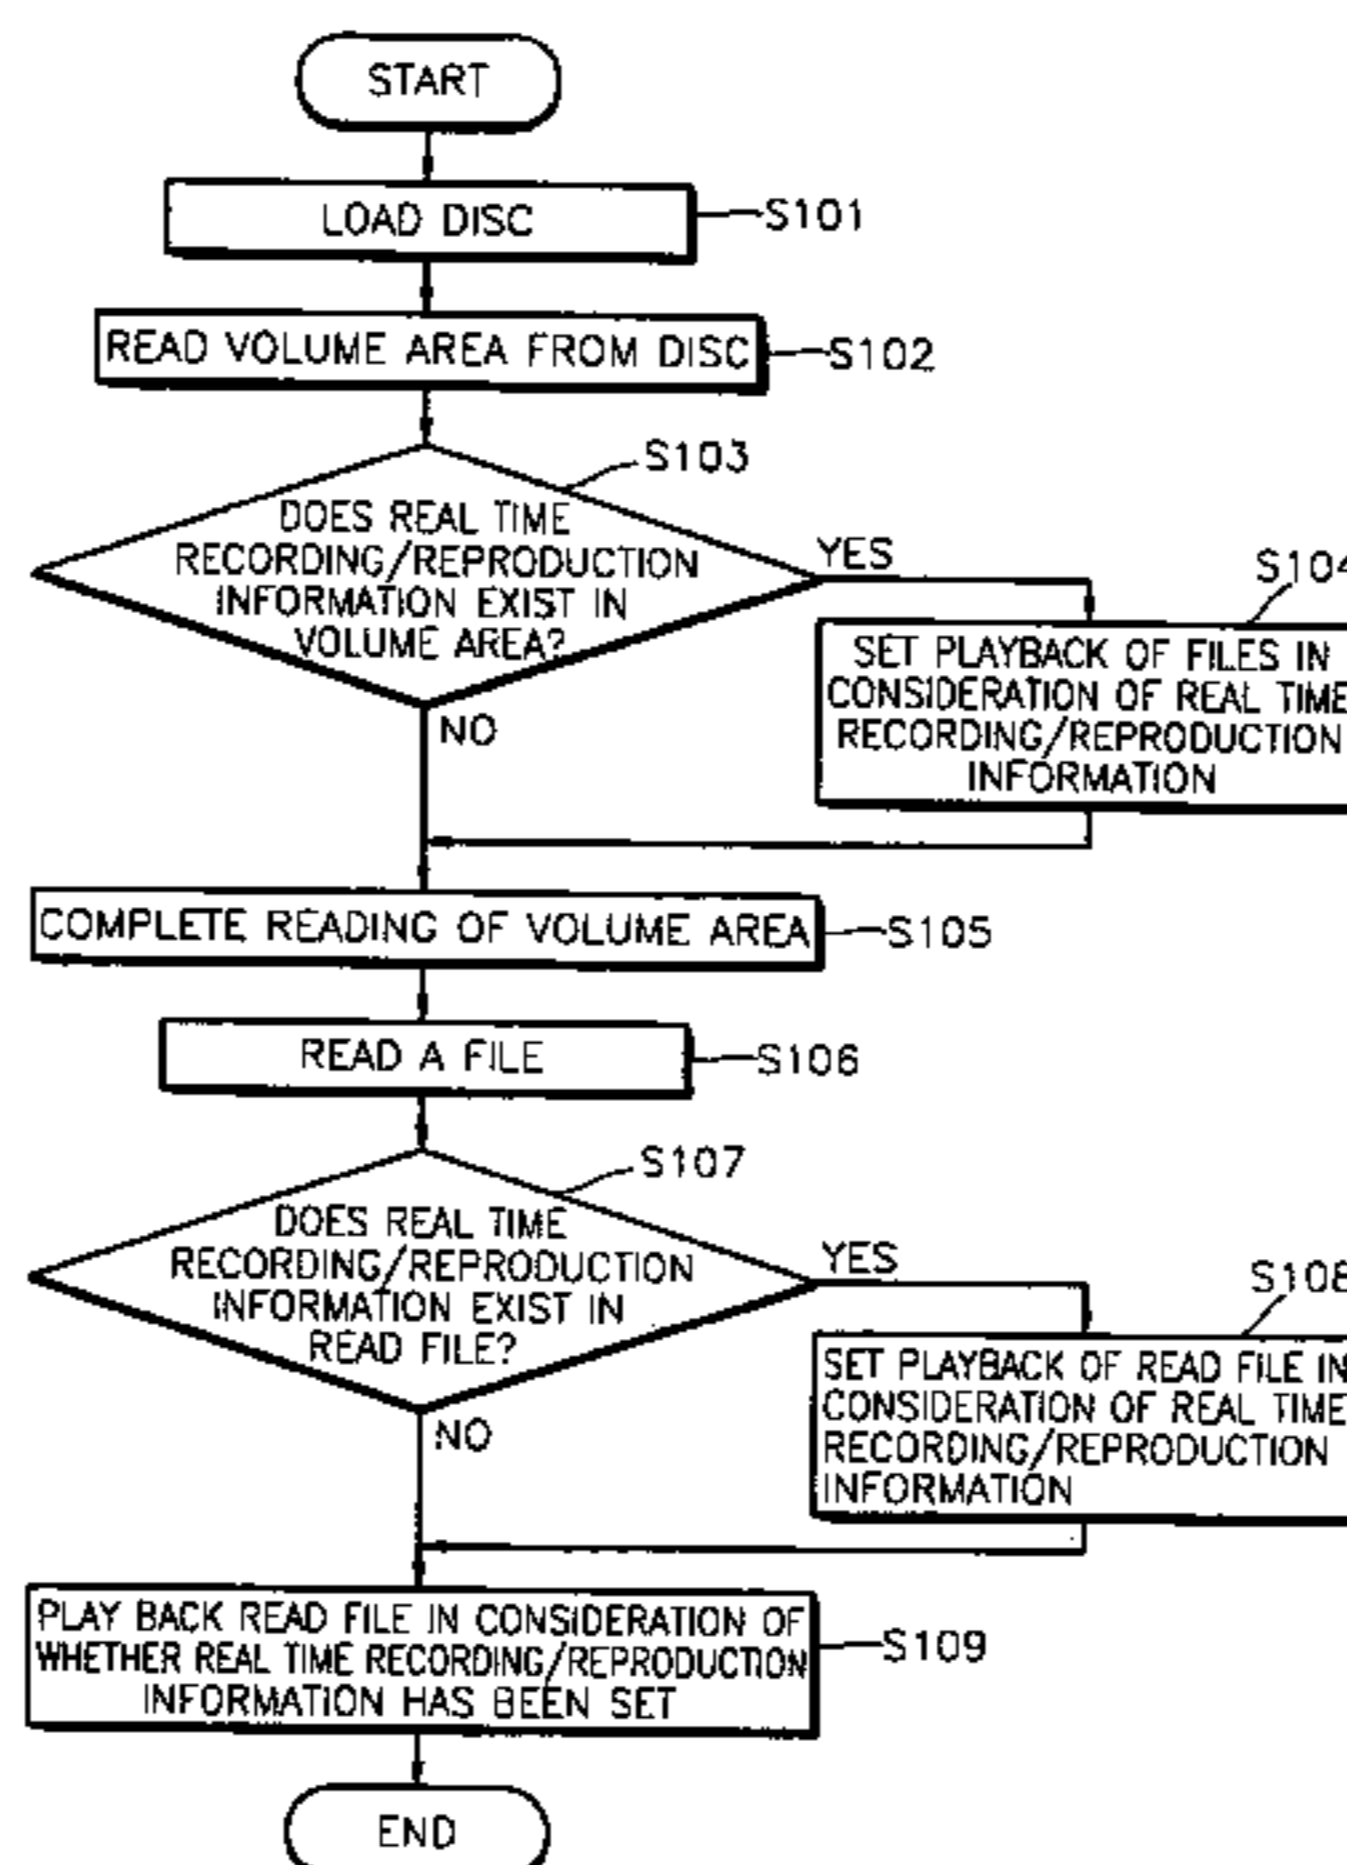 START
LOAD DISC
S101
READ VOLUME AREA FROM DISC
S102
S103
DOES REAL TIME
RECORDING/REPRODUCTION
INFORMATION EXIST IN
VOLUME AREA?
YES
NO
S104
SET PLAYBACK OF FILES IN
CONSIDERATION OF REAL TIME
RECORDING/REPRODUCTION
INFORMATION
COMPLETE READING OF VOLUME AREA
S105
READ A FILE
S106
S107
DOES REAL TIME
RECORDING/REPRODUCTION
INFORMATION EXIST IN
READ FILE?
YES
NO
S108
SET PLAYBACK OF READ FILE IN
CONSIDERATION OF REAL TIME
RECORDING/REPRODUCTION
INFORMATION
PLAY BACK READ FILE IN CONSIDERATION OF
WHETHER REAL TIME RECORDING/REPRODUCTION
INFORMATION HAS BEEN SET
S109
END